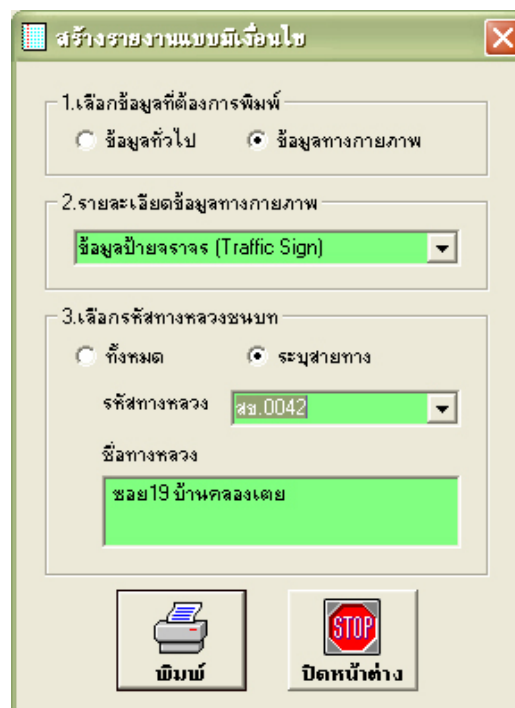 สร้างรายงานแบบมีเงื่อนไข
1.เลือกข้อมูลที่ต้องการพิมพ์
ข้อมูลทั่วไป ข้อมูลทางกายภาพ
2.รายละเอียดข้อมูลทางกายภาพ
ข้อมูลป้ายจราจร (Traffic Sign)
3.เลือกรหัสทางหลวงชนบท
ทั้งหมด ระบุสายทาง
รหัสทางหลวง สข.0042
ชื่อทางหลวง
ซอย19 บ้านคลองเตย
STOP
พิมพ์ ปิดหน้าต่าง